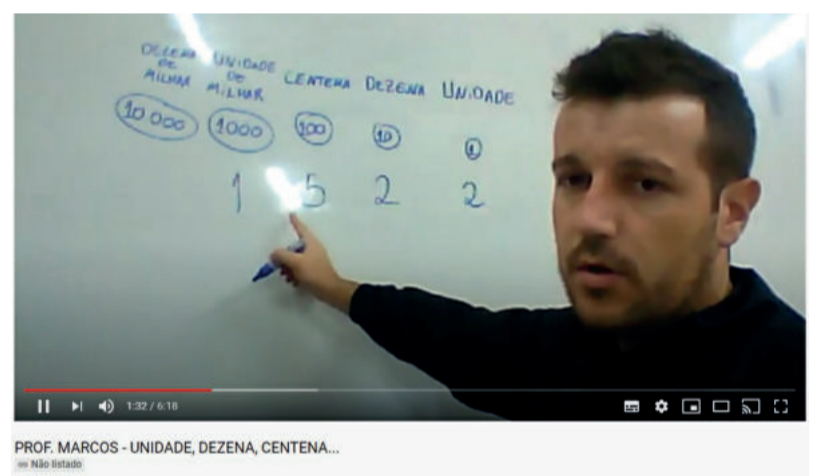 DEZENA DE MILHAR UNIDADE DE MILHAR CENTENA DEZENA UNIDADE
10 000 1000 100 10 1
1 5 2 2
1:32 / 6:18
PROF. MARCOS - UNIDADE, DEZENA, CENTENA...
Não listado